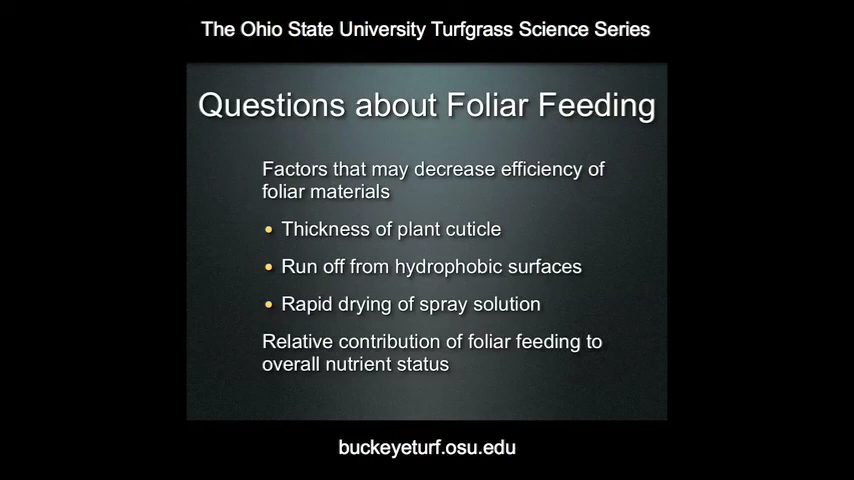 The Ohio State University Turfgrass Science Series
Questions about Foliar Feeding
Factors that may decrease efficiency of
foliar materials
• Thickness of plant cuticle
• Run off from hydrophobic surfaces
• Rapid drying of spray solution
Relative contribution of foliar feeding to
overall nutrient status
buckeyeturf.osu.edu